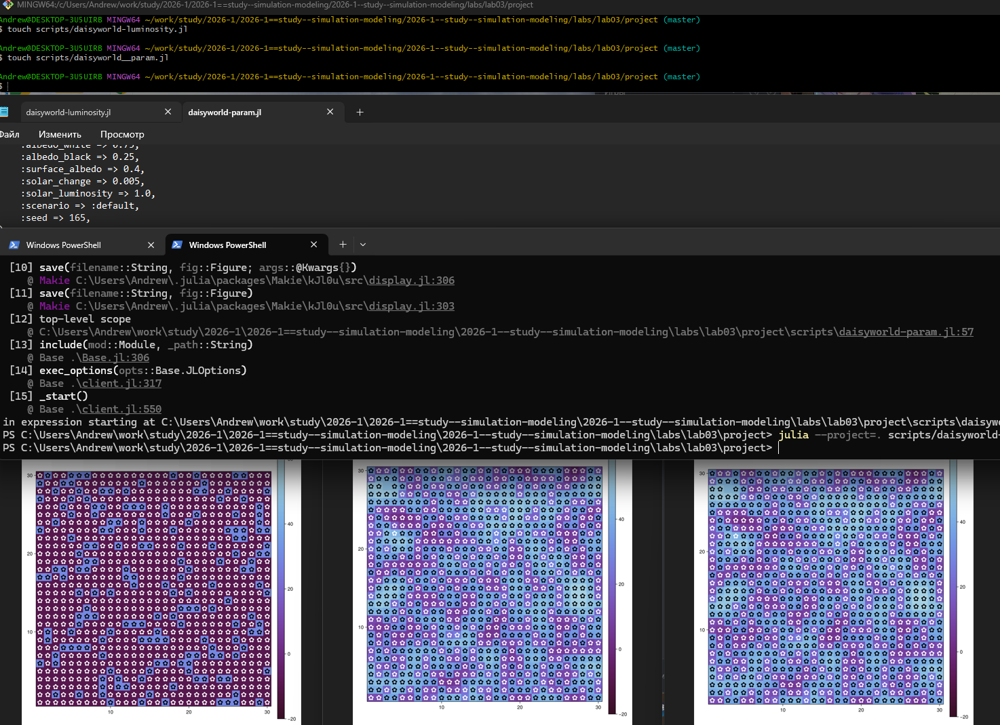 MINGW64:/c/Users/Andrew/work/study/2026-1/2026-1==study--simulation-modeling/2026-1--study--simulation-modeling/labs/lab03/project
Andrew@DESKTOP-3U5UIRB MINGW64 ~/work/study/2026-1/2026-1==study--simulation-modeling/2026-1--study--simulation-modeling/labs/lab03/project (master)
$ touch scripts/daisyworld-luminosity.jl
Andrew@DESKTOP-3U5UIRB MINGW64 ~/work/study/2026-1/2026-1==study--simulation-modeling/2026-1--study--simulation-modeling/labs/lab03/project (master)
$ touch scripts/daisyworld__param.jl
Andrew@DESKTOP-3U5UIRB MINGW64 ~/work/study/2026-1/2026-1==study--simulation-modeling/2026-1--study--simulation-modeling/labs/lab03/project (master)
$
daisyworld-luminosity.jl
daisyworld-param.jl
Файл Изменить Просмотр
:albedo_white => 0.75,
:albedo_black => 0.25,
:surface_albedo => 0.4,
:solar_change => 0.005,
:solar_luminosity => 1.0,
:scenario => :default,
:seed => 165,
Windows PowerShell
Windows PowerShell
[10] save(filename::String, fig::Figure; args::@Kwargs{})
@ Makie C:\Users\Andrew\.julia\packages\Makie\kJl0u\src\display.jl:306
[11] save(filename::String, fig::Figure)
@ Makie C:\Users\Andrew\.julia\packages\Makie\kJl0u\src\display.jl:303
[12] top-level scope
@ C:\Users\Andrew\work\study\2026-1\2026-1==study--simulation-modeling\2026-1--study--simulation-modeling\labs\lab03\project\scripts\daisyworld-param.jl:57
[13] include(mod::Module, _path::String)
@ Base .\Base.jl:306
[14] exec_options(opts::Base.JLOptions)
@ Base .\client.jl:317
[15] _start()
@ Base .\client.jl:550
in expression starting at C:\Users\Andrew\work\study\2026-1\2026-1==study--simulation-modeling\2026-1--study--simulation-modeling\labs\lab03\project\scripts\daisyw
PS C:\Users\Andrew\work\study\2026-1\2026-1==study--simulation-modeling\2026-1--study--simulation-modeling\labs\lab03\project> julia --project=. scripts/daisyworld-
PS C:\Users\Andrew\work\study\2026-1\2026-1==study--simulation-modeling\2026-1--study--simulation-modeling\labs\lab03\project>
30
20
10
10 20 30
40
20
0
-20
30
20
10
10 20 30
40
20
0
-20
30
20
10
10 20 30
40
20
0
-20